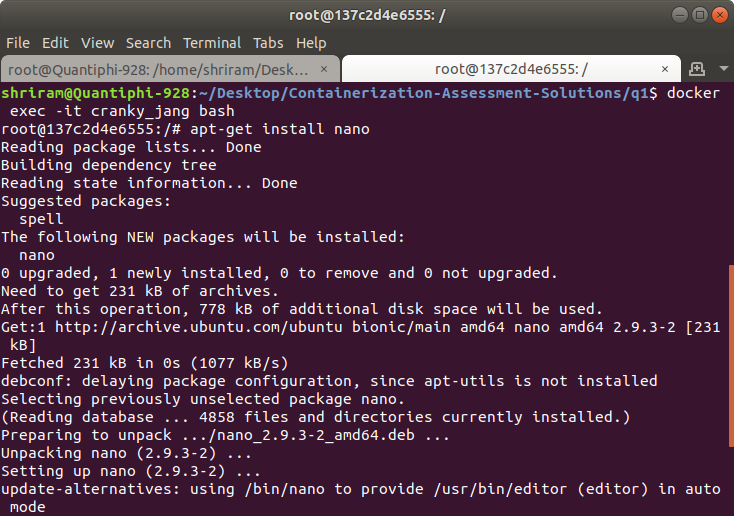 root@137c2d4e6555: /
File Edit View Search Terminal Tabs Help
root@Quantiphi-928: /home/shriram/Desk... × root@137c2d4e6555: / ×
shriram@Quantiphi-928:~/Desktop/Containerization-Assessment-Solutions/q1$ docker
 exec -it cranky_jang bash
root@137c2d4e6555:/# apt-get install nano
Reading package lists... Done
Building dependency tree
Reading state information... Done
Suggested packages:
  spell
The following NEW packages will be installed:
  nano
0 upgraded, 1 newly installed, 0 to remove and 0 not upgraded.
Need to get 231 kB of archives.
After this operation, 778 kB of additional disk space will be used.
Get:1 http://archive.ubuntu.com/ubuntu bionic/main amd64 nano amd64 2.9.3-2 [231
 kB]
Fetched 231 kB in 0s (1077 kB/s)
debconf: delaying package configuration, since apt-utils is not installed
Selecting previously unselected package nano.
(Reading database ... 4858 files and directories currently installed.)
Preparing to unpack .../nano_2.9.3-2_amd64.deb ...
Unpacking nano (2.9.3-2) ...
Setting up nano (2.9.3-2) ...
update-alternatives: using /bin/nano to provide /usr/bin/editor (editor) in auto
 mode